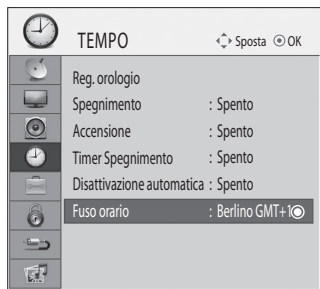 TEMPO Sposta OK
Reg. orologio
Spegnimento : Spento
Accensione : Spento
Timer Spegnimento : Spento
Disattivazione automatica : Spento
Fuso orario : Berlino GMT+1